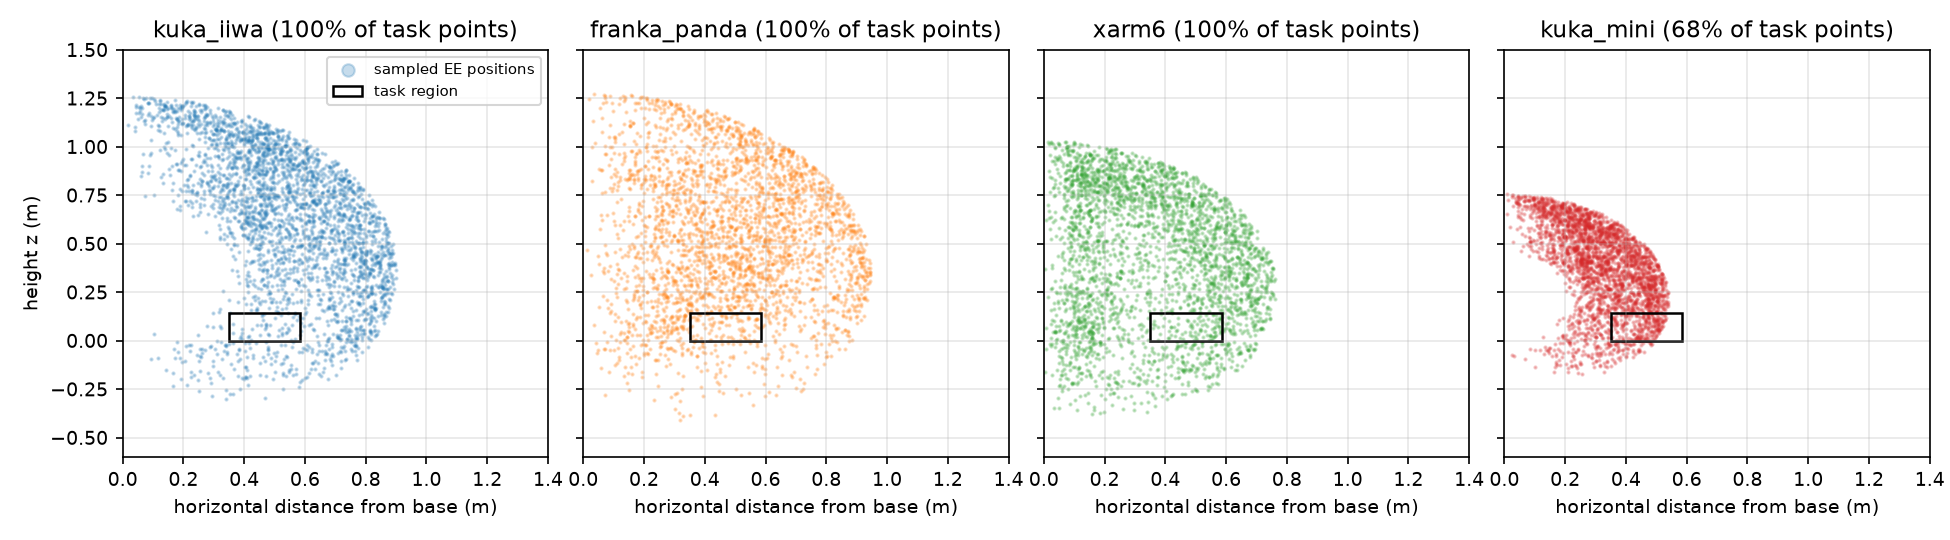 kuka_iiwa (100% of task points)
franka_panda (100% of task points)
xarm6 (100% of task points)
kuka_mini (68% of task points)
sampled EE positions
task region
height z (m)
1.50
1.25
1.00
0.75
0.50
0.25
0.00
−0.25
−0.50
0.0 0.2 0.4 0.6 0.8 1.0 1.2 1.4
0.0 0.2 0.4 0.6 0.8 1.0 1.2 1.4
0.0 0.2 0.4 0.6 0.8 1.0 1.2 1.4
0.0 0.2 0.4 0.6 0.8 1.0 1.2 1.4
horizontal distance from base (m)
horizontal distance from base (m)
horizontal distance from base (m)
horizontal distance from base (m)